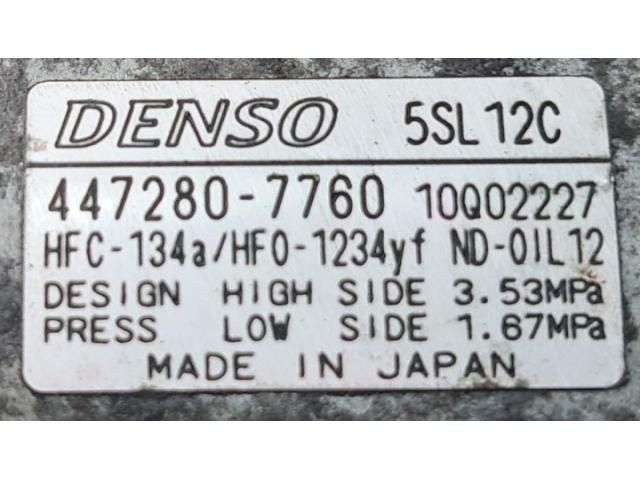 DENSO 5SL12C
447280-7760 10Q02227
HFC-134a/HFO-1234yf ND-OIL12
DESIGN HIGH SIDE 3.53MPa
PRESS LOW SIDE 1.67MPa
MADE IN JAPAN